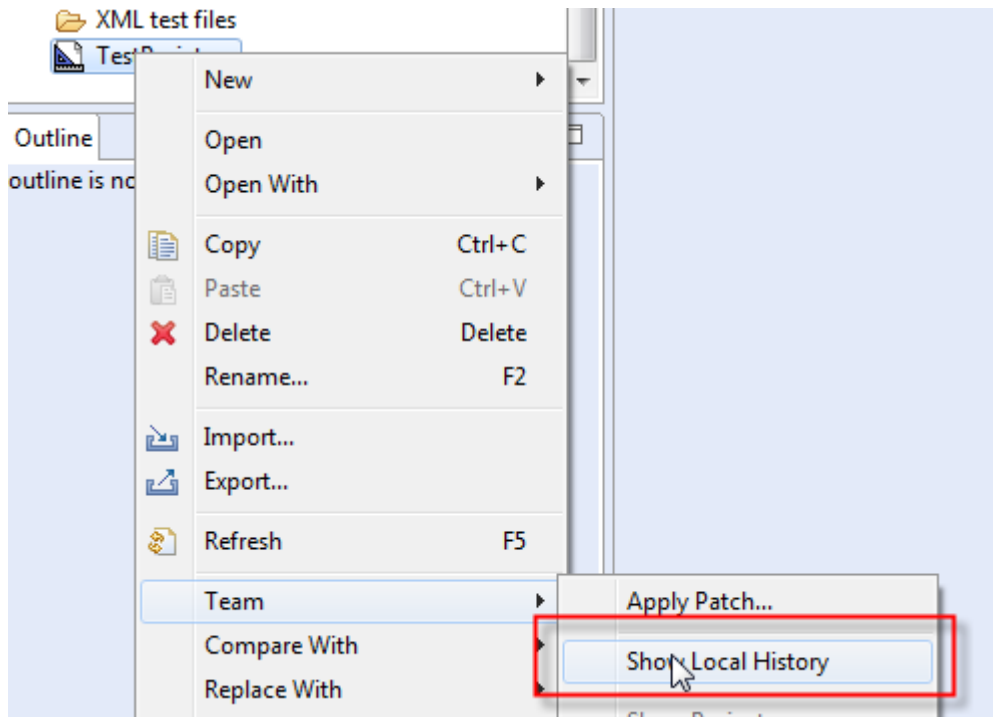 XML test files
New
Outline
Open
outline is
Open With
Copy Ctrl+C
Paste Ctrl+V
Delete Delete
Rename... F2
Import...
Export...
Refresh F5
Team
Apply Patch...
Compare With
Show Local History
Replace With